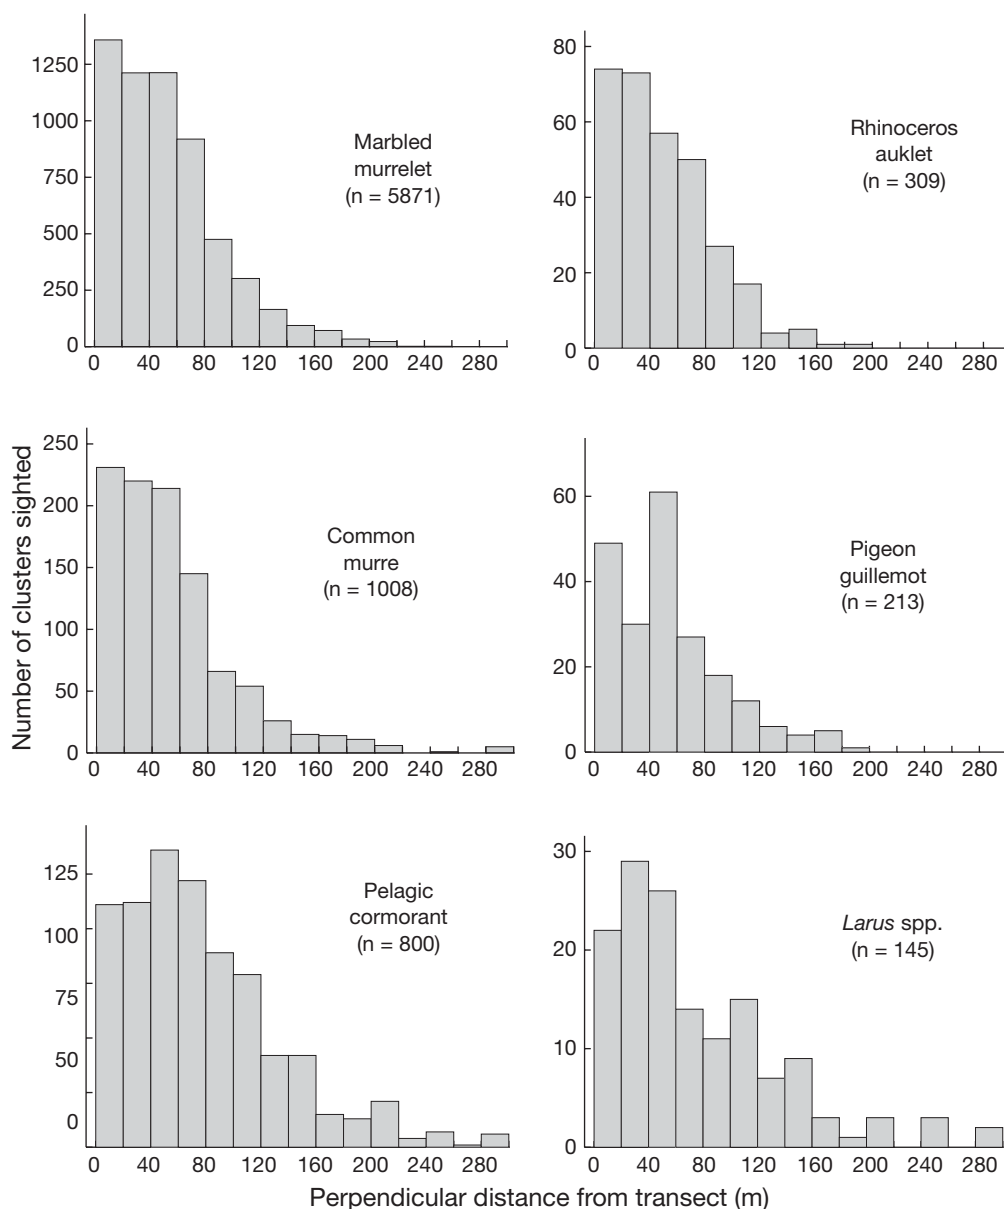 1250
1000
750
500
250
0
Marbled
murrelet
(n = 5871)
0 40 80 120 160 200 240 280
80
60
40
20
0
Rhinoceros
auklet
(n = 309)
0 40 80 120 160 200 240 280
Number of clusters sighted
250
200
150
100
50
0
Common
murre
(n = 1008)
0 40 80 120 160 200 240 280
60
40
20
0
Pigeon
guillemot
(n = 213)
0 40 80 120 160 200 240 280
125
100
75
50
0
Pelagic
cormorant
(n = 800)
0 40 80 120 160 200 240 280
30
20
10
0
Larus spp.
(n = 145)
0 40 80 120 160 200 240 280
Perpendicular distance from transect (m)